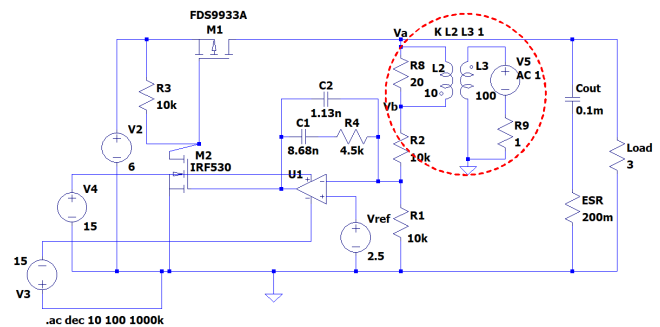 FDS9933A
M1
Va
K L2 L3 1
R3
10k
R8
20
L2
10
L3
100
V5
AC 1
Cout
0.1m
C2
1.13n
Vb
C1
8.68n
R4
4.5k
R2
10k
R9
1
V2
6
M2
IRF530
U1
Load
3
V4
15
Vref
2.5
R1
10k
ESR
200m
15
V3
.ac dec 10 100 1000k